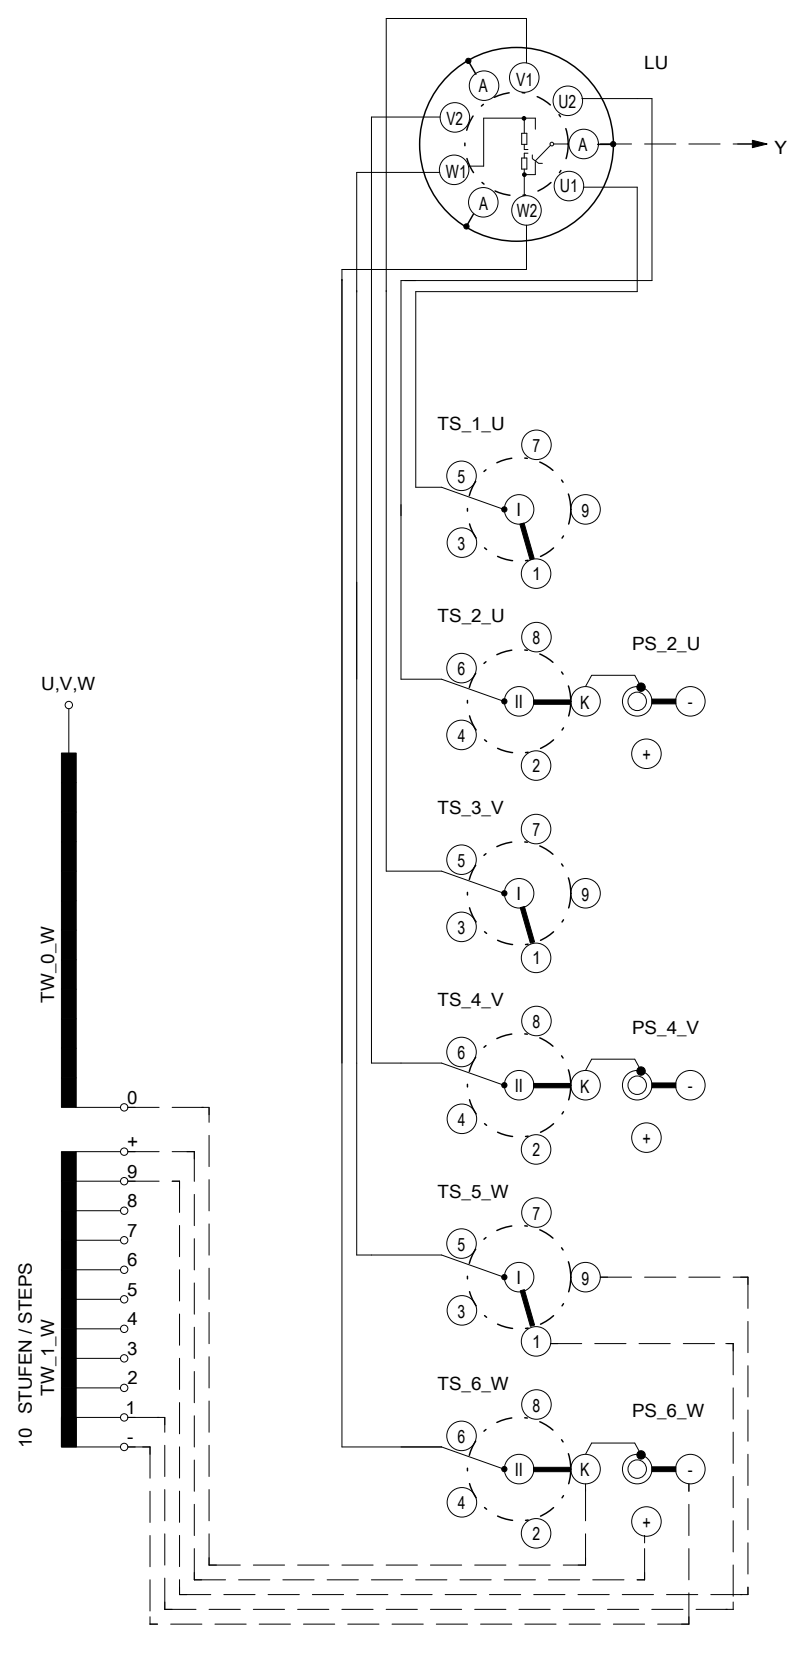 LU
V1
A
U2
V2
A
Y
W1
U1
A
W2
TS_1_U
7
5
I
9
3
1
TS_2_U
8
PS_2_U
6
II
K
-
4
+
2
U,V,W
TS_3_V
7
5
I
9
3
1
TW_0_W
TS_4_V
8
PS_4_V
6
II
K
-
4
+
2
0
+
9
8
7
6
5
4
3
2
1
-
10 STUFEN / STEPS
TW_1_W
TS_5_W
7
5
I
9
3
1
TS_6_W
8
PS_6_W
6
II
K
-
4
+
2